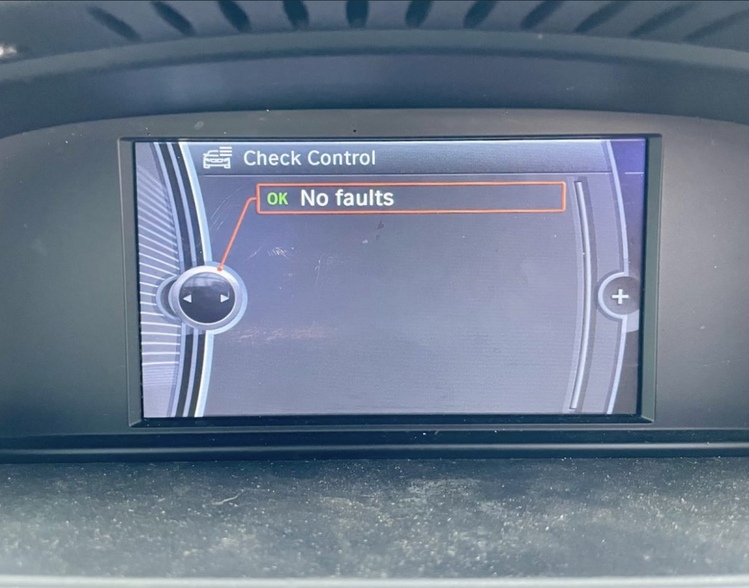 Check Control
OK No faults
+